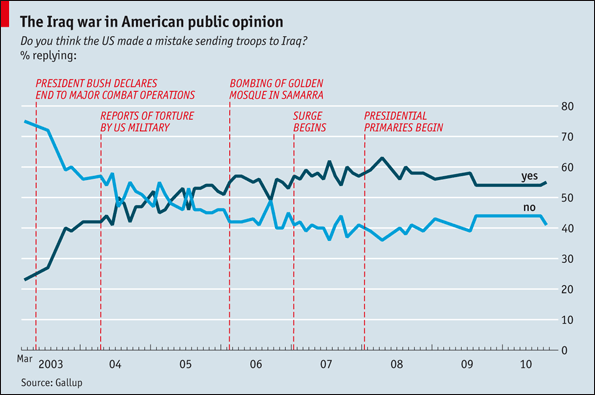 The Iraq war in American public opinion
Do you think the US made a mistake sending troops to Iraq?
% replying:
PRESIDENT BUSH DECLARES
END TO MAJOR COMBAT OPERATIONS
BOMBING OF GOLDEN
MOSQUE IN SAMARRA
REPORTS OF TORTURE
BY US MILITARY
SURGE
BEGINS
PRESIDENTIAL
PRIMARIES BEGIN
80
70
60
yes
50
no
40
30
20
10
0
Mar
2003 04 05 06 07 08 09 10
Source: Gallup